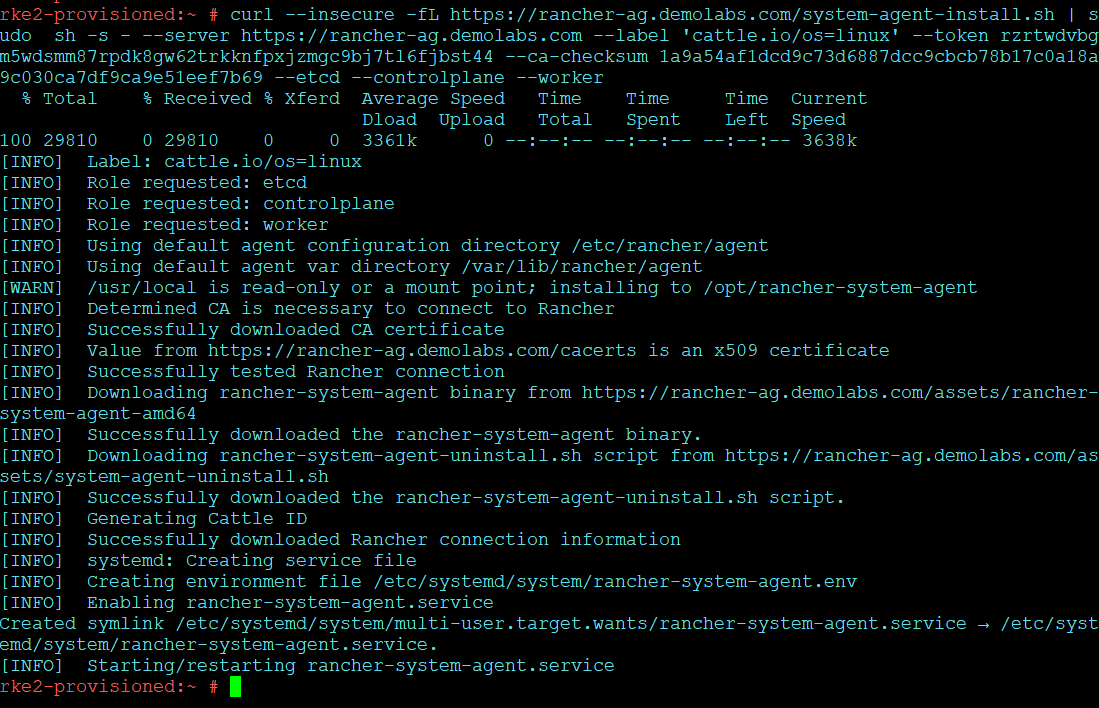 rke2-provisioned:~ # curl --insecure -fL https://rancher-ag.demolabs.com/system-agent-install.sh | s
udo  sh -s - --server https://rancher-ag.demolabs.com --label 'cattle.io/os=linux' --token rzrtwdvbg
m5wdsmm87rpdk8gw62trkknfpxjzmgc9bj7tl6fjbst44 --ca-checksum 1a9a54af1dcd9c73d6887dcc9cbcb78b17c0a18a
9c030ca7df9ca9e51eef7b69 --etcd --controlplane --worker
  % Total    % Received % Xferd  Average Speed   Time    Time     Time  Current
                                 Dload  Upload   Total   Spent    Left  Speed
100 29810    0 29810    0     0  3361k      0 --:--:-- --:--:-- --:--:-- 3638k
[INFO]  Label: cattle.io/os=linux
[INFO]  Role requested: etcd
[INFO]  Role requested: controlplane
[INFO]  Role requested: worker
[INFO]  Using default agent configuration directory /etc/rancher/agent
[INFO]  Using default agent var directory /var/lib/rancher/agent
[WARN]  /usr/local is read-only or a mount point; installing to /opt/rancher-system-agent
[INFO]  Determined CA is necessary to connect to Rancher
[INFO]  Successfully downloaded CA certificate
[INFO]  Value from https://rancher-ag.demolabs.com/cacerts is an x509 certificate
[INFO]  Successfully tested Rancher connection
[INFO]  Downloading rancher-system-agent binary from https://rancher-ag.demolabs.com/assets/rancher-
system-agent-amd64
[INFO]  Successfully downloaded the rancher-system-agent binary.
[INFO]  Downloading rancher-system-agent-uninstall.sh script from https://rancher-ag.demolabs.com/as
sets/system-agent-uninstall.sh
[INFO]  Successfully downloaded the rancher-system-agent-uninstall.sh script.
[INFO]  Generating Cattle ID
[INFO]  Successfully downloaded Rancher connection information
[INFO]  systemd: Creating service file
[INFO]  Creating environment file /etc/systemd/system/rancher-system-agent.env
[INFO]  Enabling rancher-system-agent.service
Created symlink /etc/systemd/system/multi-user.target.wants/rancher-system-agent.service → /etc/syst
emd/system/rancher-system-agent.service.
[INFO]  Starting/restarting rancher-system-agent.service
rke2-provisioned:~ #